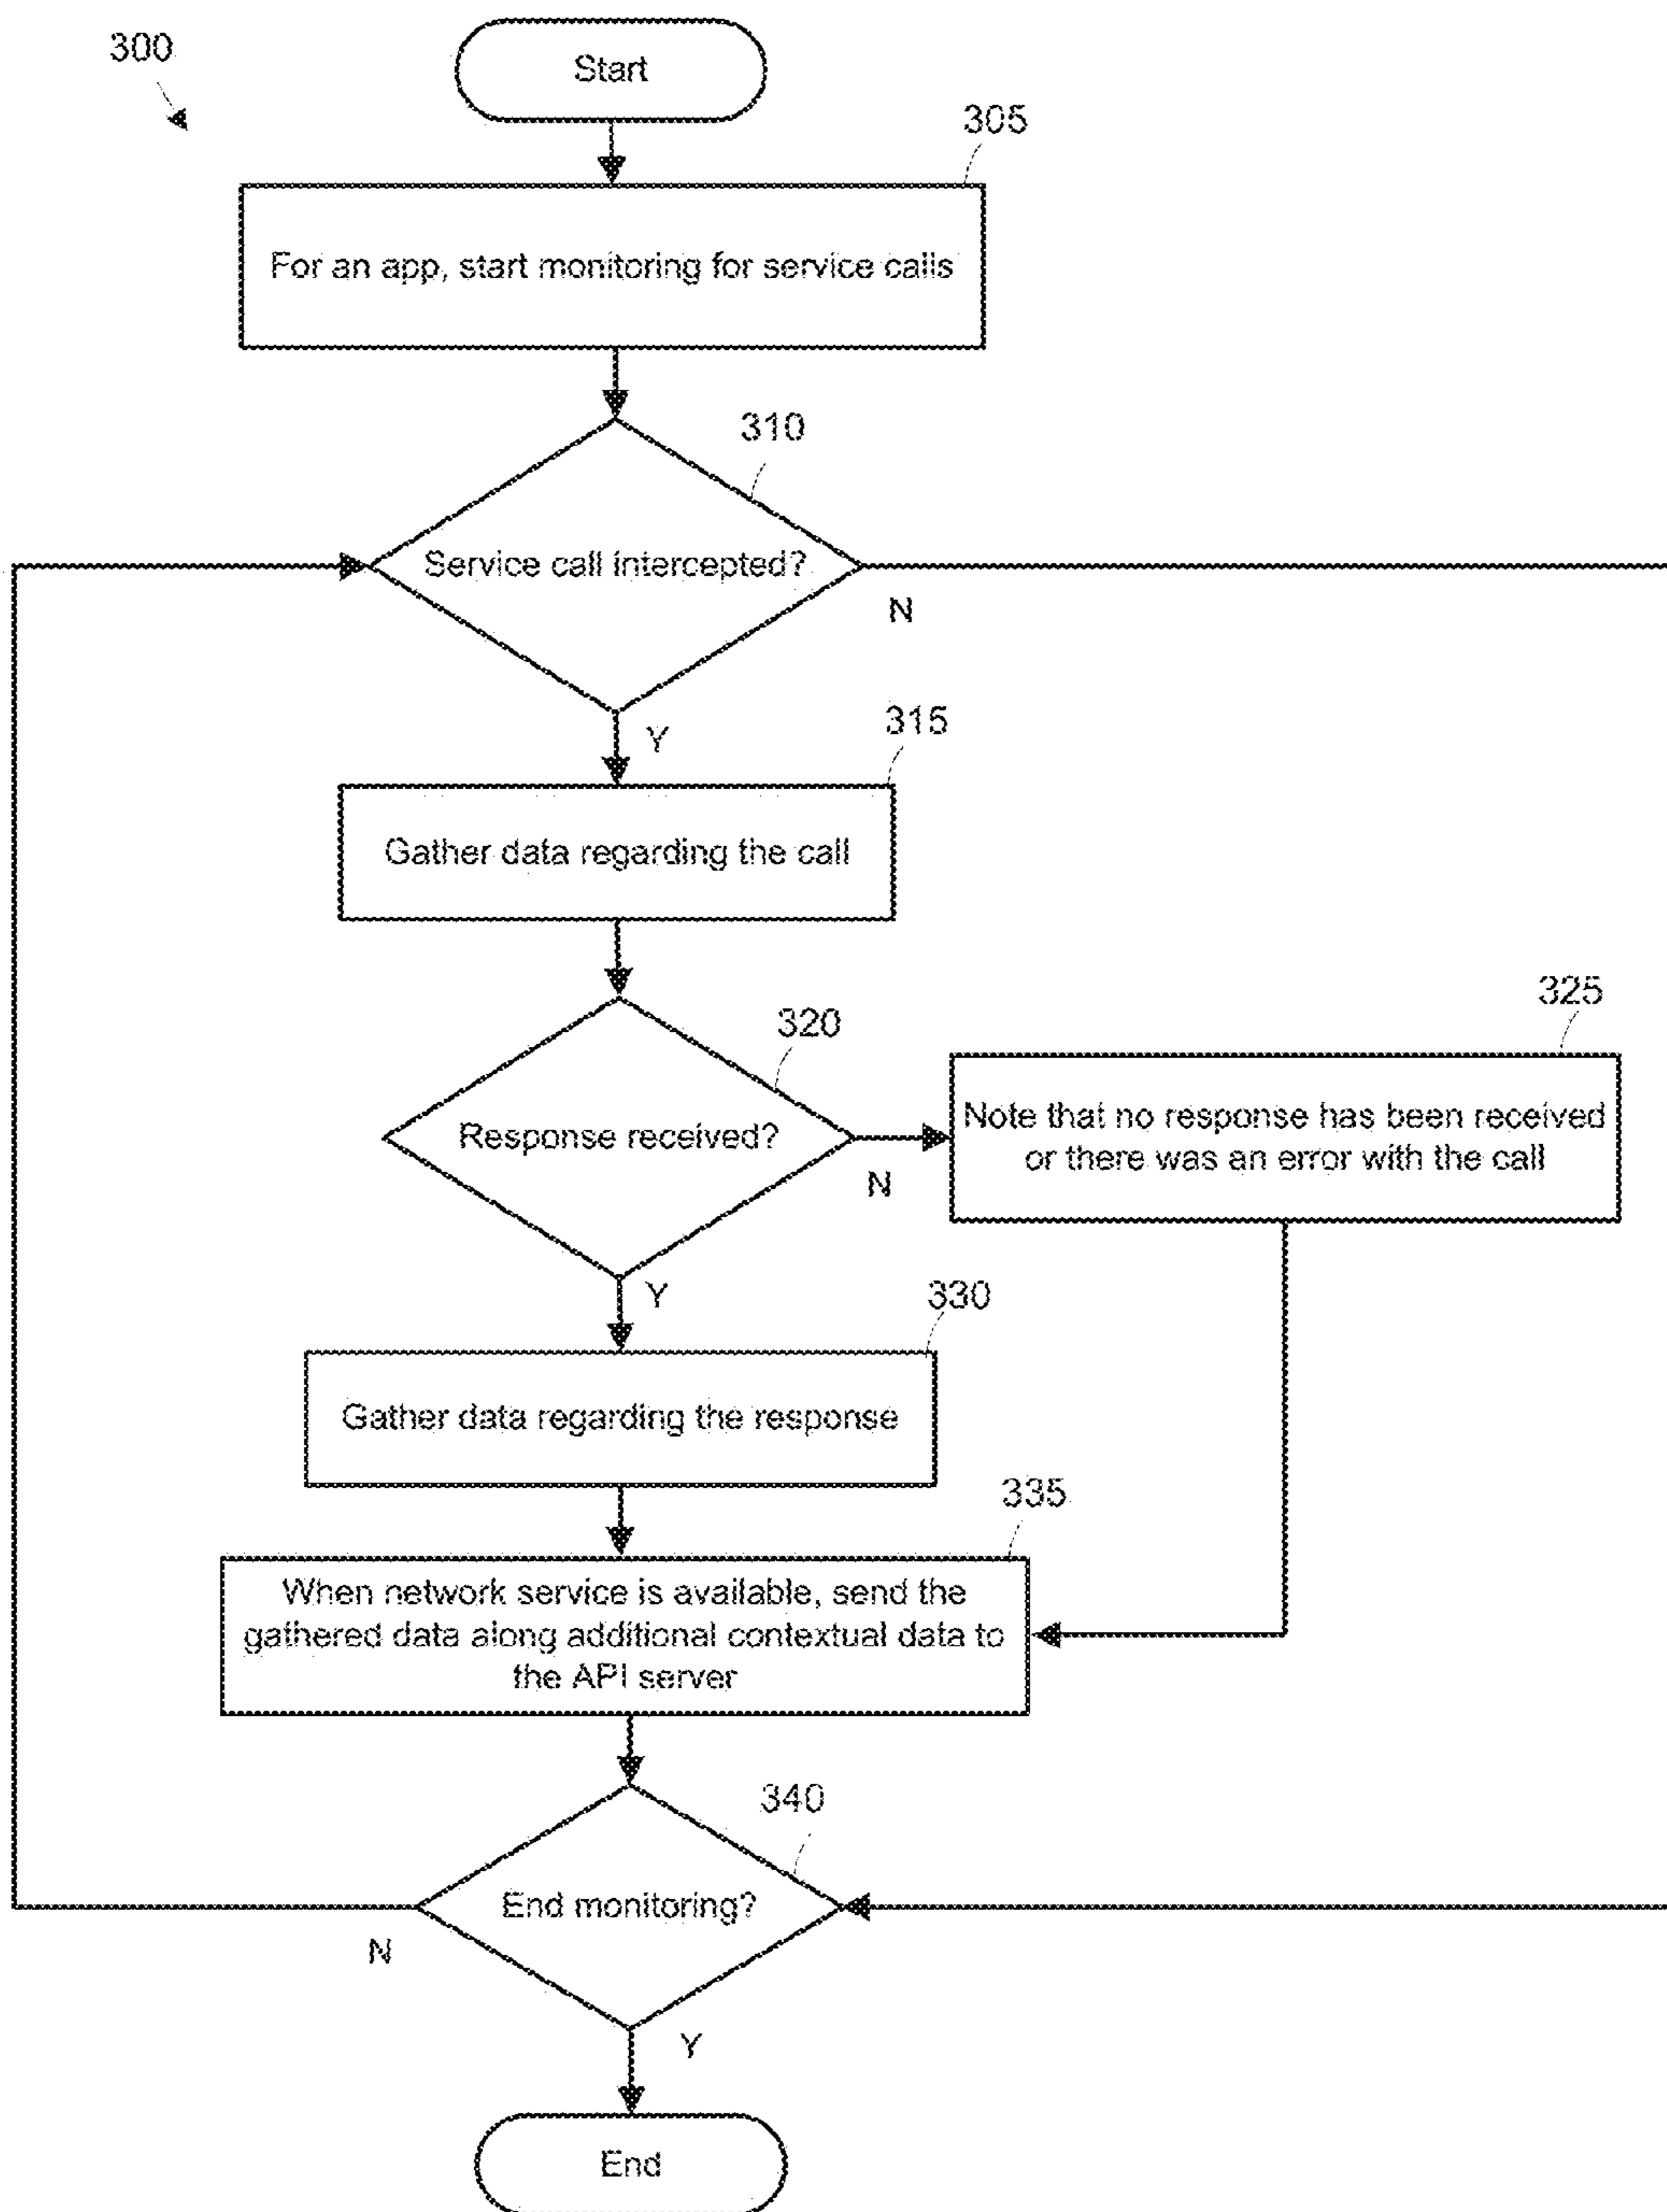 300
Start
305
For an app, start monitoring for service calls
310
Service call intercepted?
N
Y
315
Gather data regarding the call
320
325
Response received?
Note that no response has been received
or there was an error with the call
N
Y
330
Gather data regarding the response
335
When network service is available, send the
gathered data along additional contextual data to
the API server
340
End monitoring?
N
Y
End